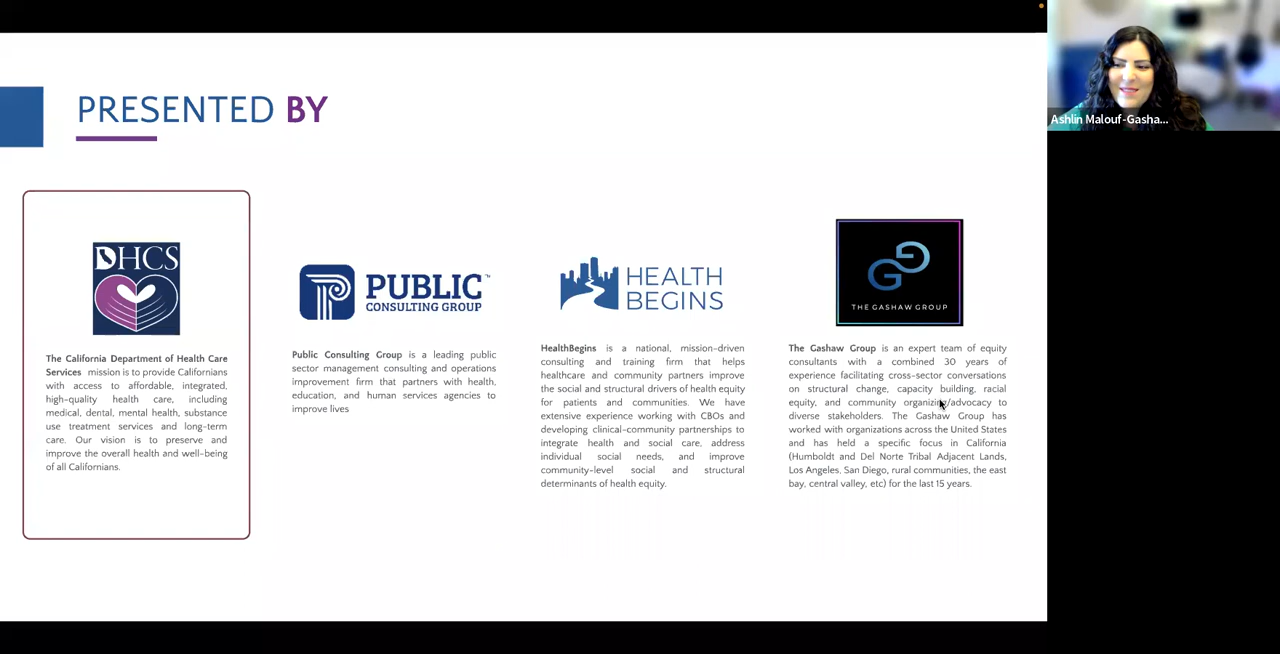 PRESENTED BY
DHCS
The California Department of Health Care
Services mission is to provide Californians
with access to affordable, integrated,
high-quality health care, including
medical, dental, mental health, substance
use treatment services and long-term
care. Our vision is to preserve and
improve the overall health and well-being
of all Californians.
PUBLIC™
CONSULTING GROUP
Public Consulting Group is a leading public
sector management consulting and operations
improvement firm that partners with health,
education, and human services agencies to
improve lives
HEALTH
BEGINS
HealthBegins is a national, mission-driven
consulting and training firm that helps
healthcare and community partners improve
the social and structural drivers of health equity
for patients and communities. We have
extensive experience working with CBOs and
developing clinical-community partnerships to
integrate health and social care, address
individual social needs, and improve
community-level social and structural
determinants of health equity.
GG
THE GASHAW GROUP
The Gashaw Group is an expert team of equity
consultants with a combined 30 years of
experience facilitating cross-sector conversations
on structural change, capacity building, racial
equity, and community organizing/advocacy to
diverse stakeholders. The Gashaw Group has
worked with organizations across the United States
and has held a specific focus in California
(Humboldt and Del Norte Tribal Adjacent Lands,
Los Angeles, San Diego, rural communities, the east
bay, central valley, etc) for the last 15 years.
Ashlin Malouf-Gasha...